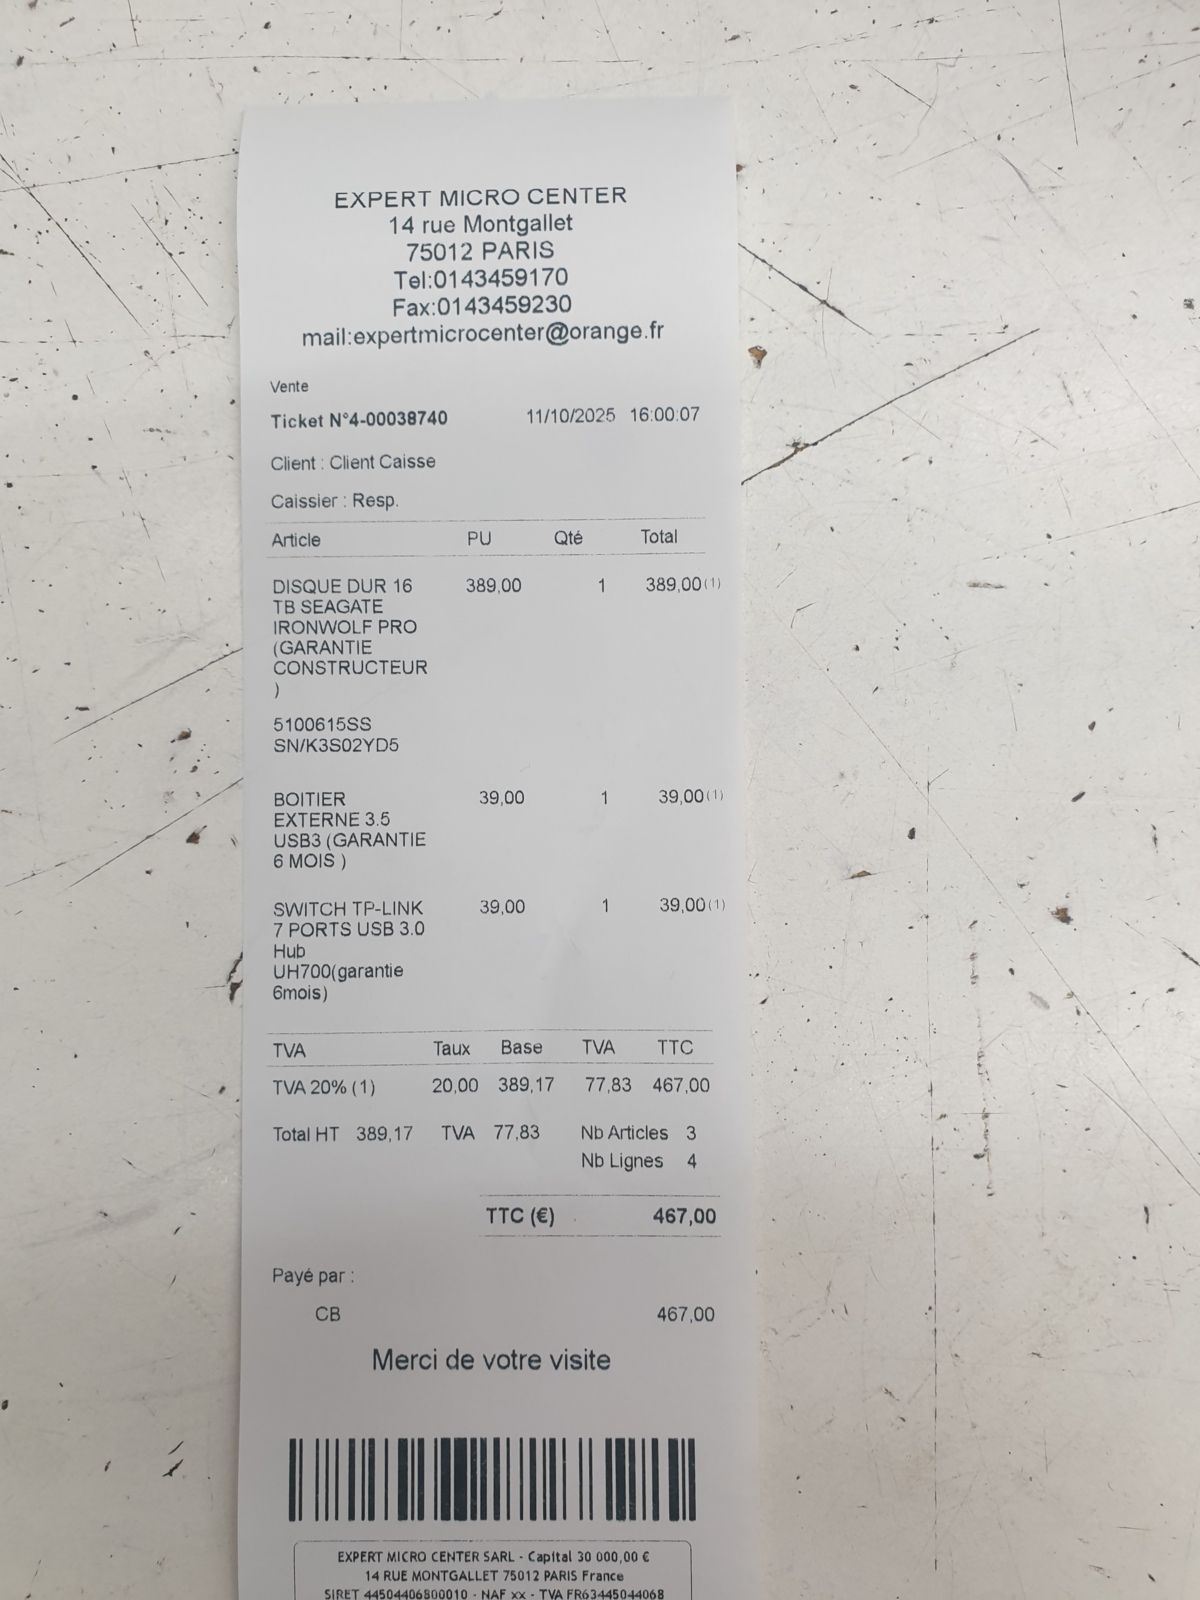 EXPERT MICRO CENTER
14 rue Montgallet
75012 PARIS
Tel:0143459170
Fax:0143459230
mail:expertmicrocenter@orange.fr
Vente
Ticket N°4-00038740 11/10/2025 16:00:07
Client : Client Caisse
Caissier : Resp.
Article PU Qté Total
DISQUE DUR 16 389,00 1 389,00(1)
TB SEAGATE
IRONWOLF PRO
(GARANTIE
CONSTRUCTEUR
)
5100615SS
SN/K3S02YD5
BOITIER 39,00 1 39,00(1)
EXTERNE 3.5
USB3 (GARANTIE
6 MOIS )
SWITCH TP-LINK 39,00 1 39,00(1)
7 PORTS USB 3.0
Hub
UH700(garantie
6mois)
TVA Taux Base TVA TTC
TVA 20% (1) 20,00 389,17 77,83 467,00
Total HT 389,17 TVA 77,83 Nb Articles 3
Nb Lignes 4
TTC (€) 467,00
Payé par :
CB 467,00
Merci de votre visite
EXPERT MICRO CENTER SARL - Capital 30 000,00 €
14 RUE MONTGALLET 75012 PARIS France
SIRET 44504406800010 - NAF xx - TVA FR63445044068